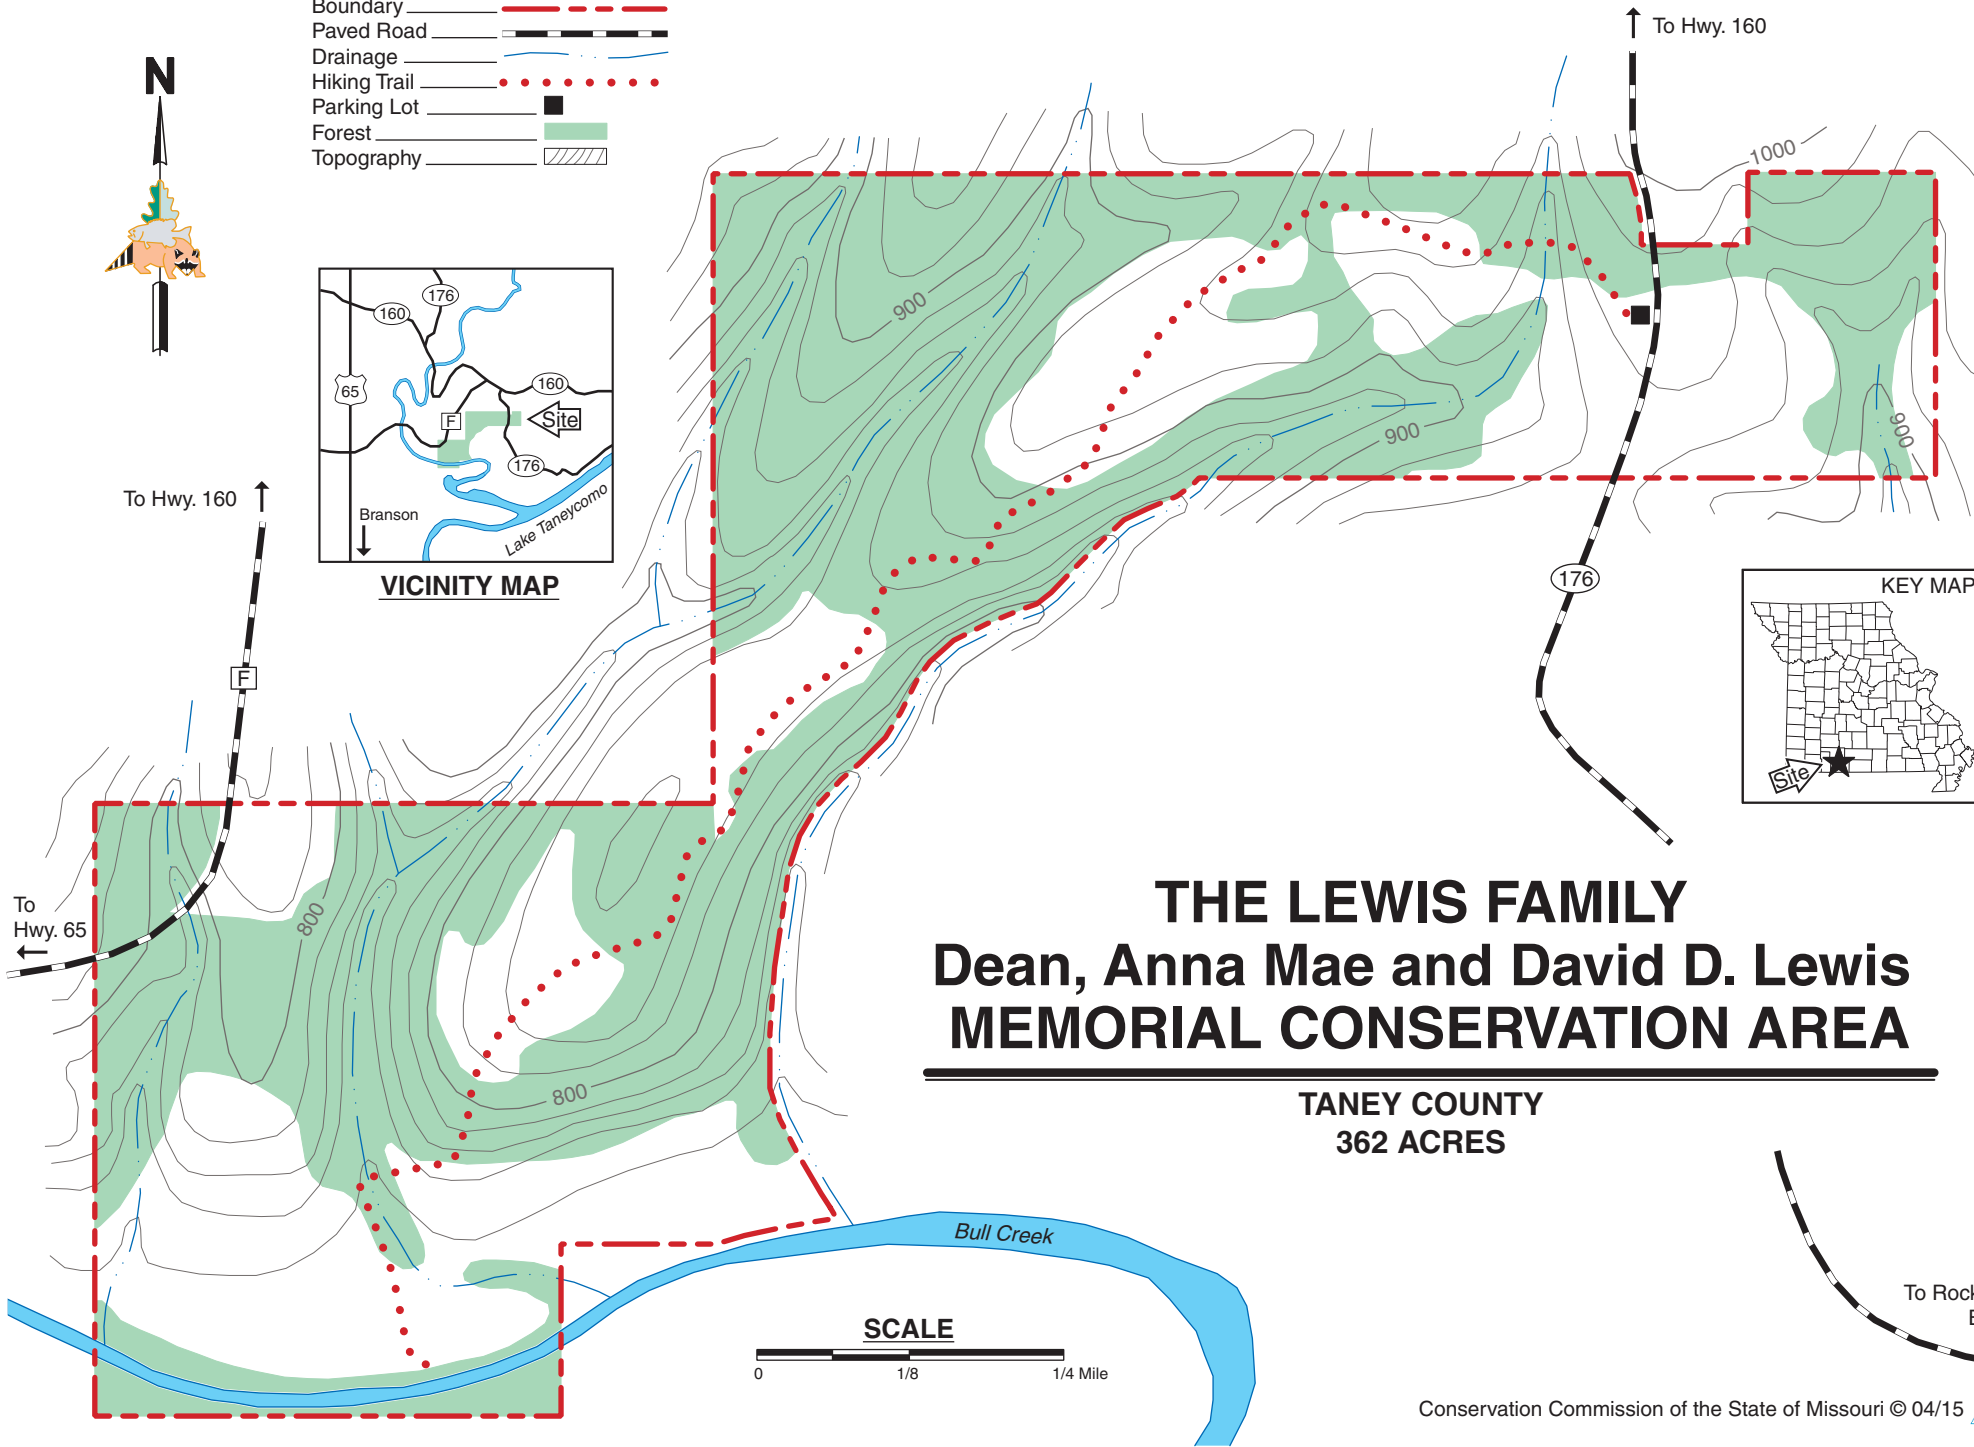 Boundary
Paved Road
Drainage
Hiking Trail
Parking Lot
Forest
Topography
N
To Hwy. 160
1000
900
900
900
176
160
65
160
F
Site
176
Branson
Lake Taneycomo
VICINITY MAP
To Hwy. 160
F
To
Hwy. 65
800
800
176
KEY MAP
Site
THE LEWIS FAMILY
Dean, Anna Mae and David D. Lewis
MEMORIAL CONSERVATION AREA
TANEY COUNTY
362 ACRES
Bull Creek
SCALE
0 1/8 1/4 Mile
To Rock
Conservation Commission of the State of Missouri © 04/15